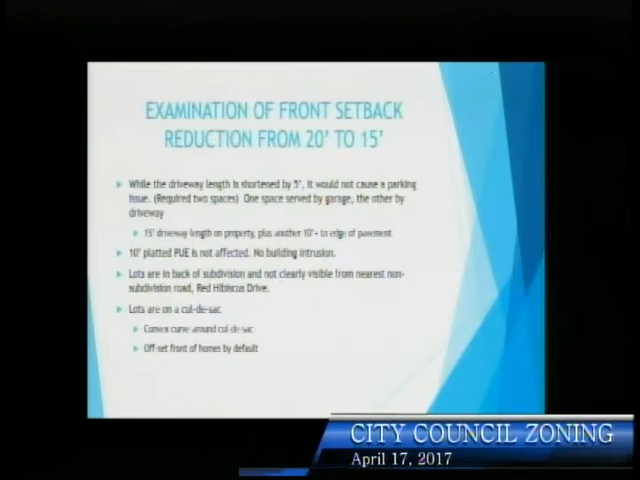 EXAMINATION OF FRONT SETBACK
REDUCTION FROM 20' TO 15'
While the driveway length is shortened by 5', it would not cause a parking
issue. (Required two spaces) One space served by garage, the other by
driveway
15' driveway length on property, plus another 10'+ to edge of pavement
10' platted PUE is not affected. No building intrusion.
Lots are in back of subdivision and not clearly visible from nearest non-
subdivision road, Red Hibiscus Drive.
Lots are on a cul-de-sac
Convex curve around cul-de-sac
Off-set front of homes by default
CITY COUNCIL ZONING
April 17, 2017